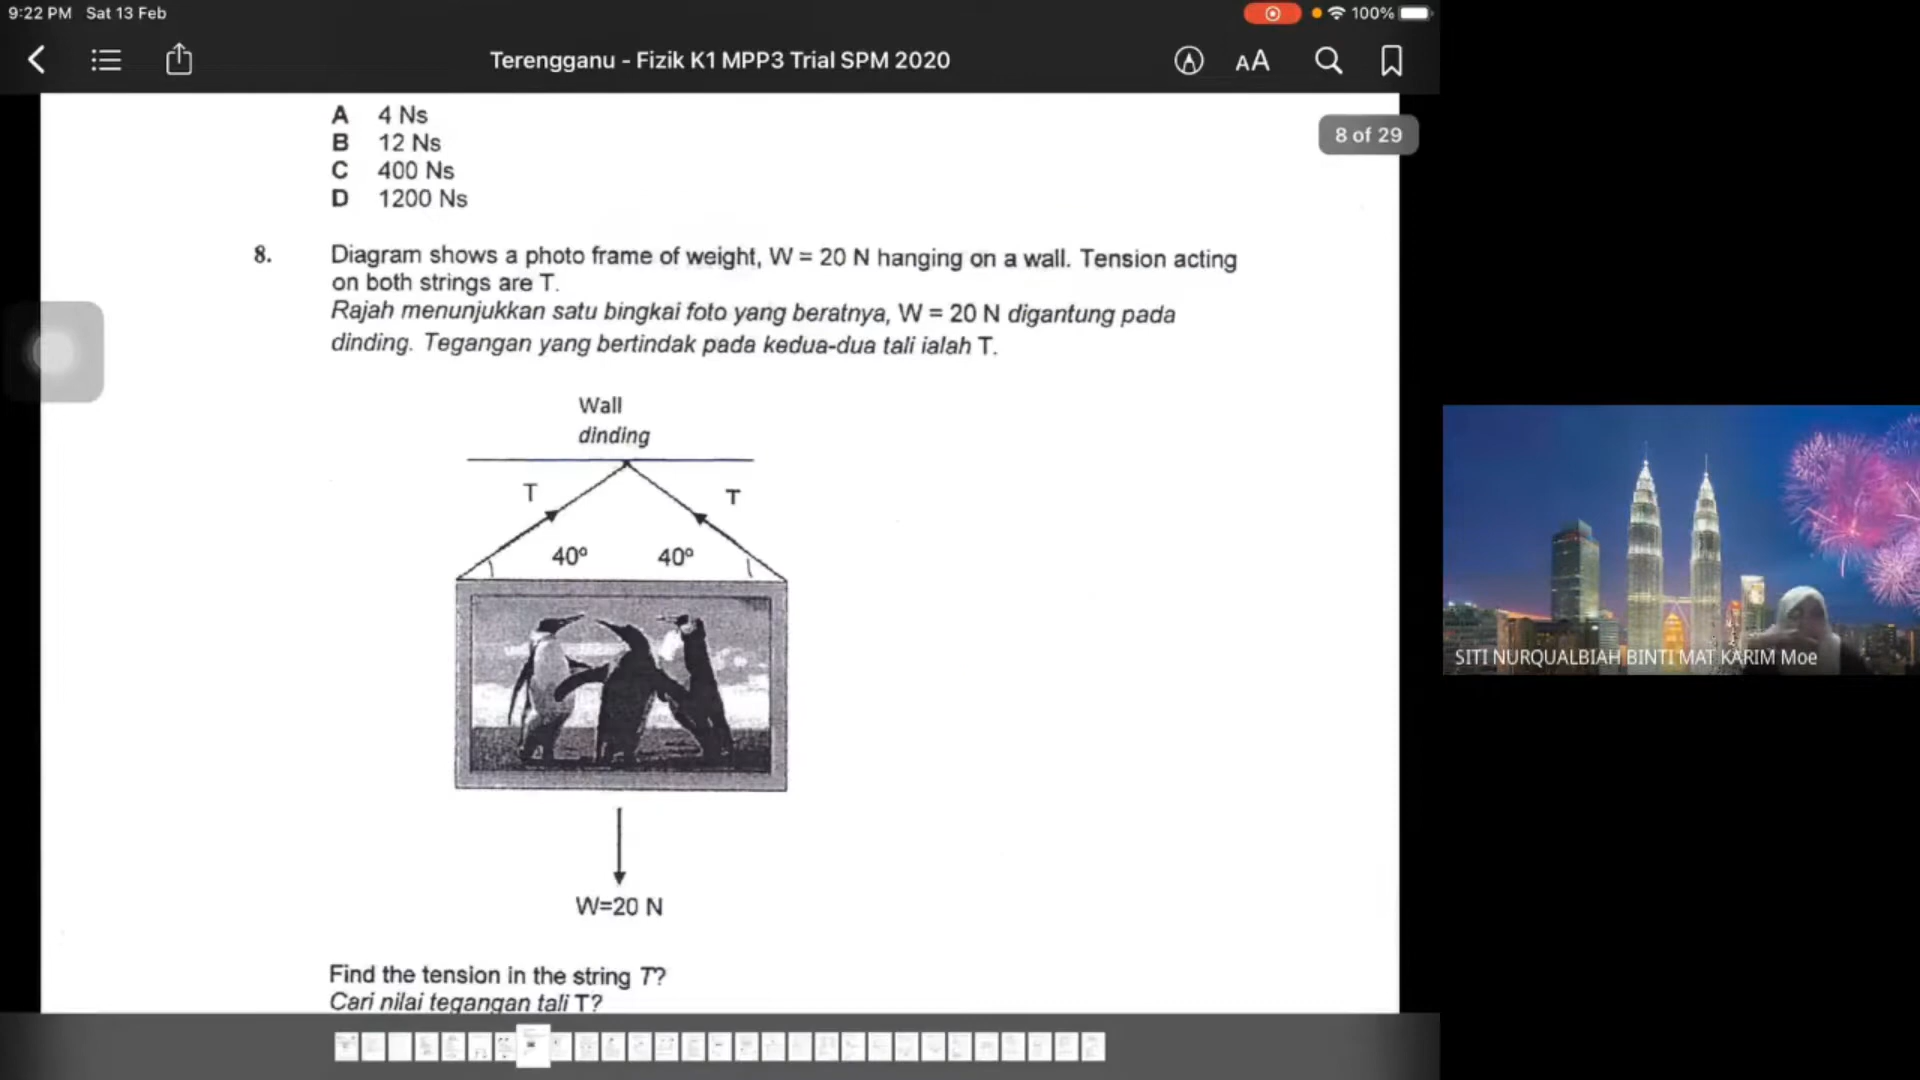 9:22 PM Sat 13 Feb
100%
Terengganu - Fizik K1 MPP3 Trial SPM 2020
AA
8 of 29
A 4 Ns
B 12 Ns
C 400 Ns
D 1200 Ns
8. Diagram shows a photo frame of weight, W = 20 N hanging on a wall. Tension acting
on both strings are T.
Rajah menunjukkan satu bingkai foto yang beratnya, W = 20 N digantung pada
dinding. Tegangan yang bertindak pada kedua-dua tali ialah T.
Wall
dinding
T T
40º 40º
W=20 N
Find the tension in the string T?
Cari nilai tegangan tali T?
SITI NURQUALBIAH BINTI MAT KARIM Moe